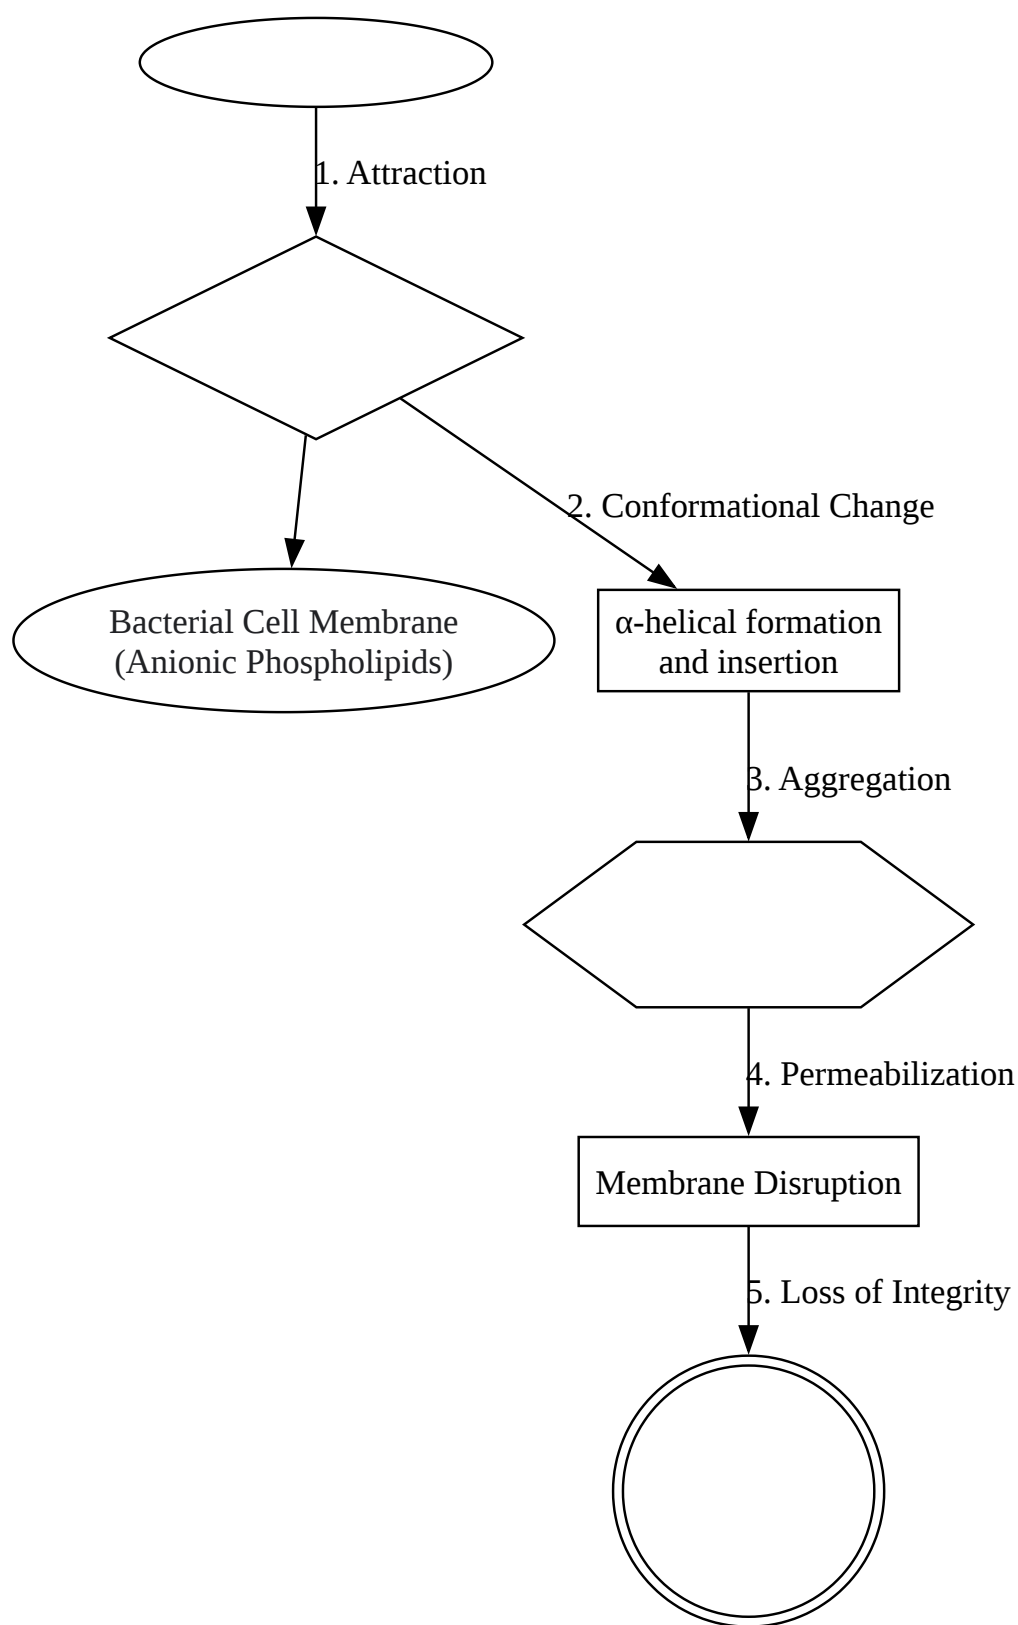 1. Attraction
2. Conformational Change
Bacterial Cell Membrane
(Anionic Phospholipids)
α-helical formation
and insertion
3. Aggregation
4. Permeabilization
Membrane Disruption
5. Loss of Integrity